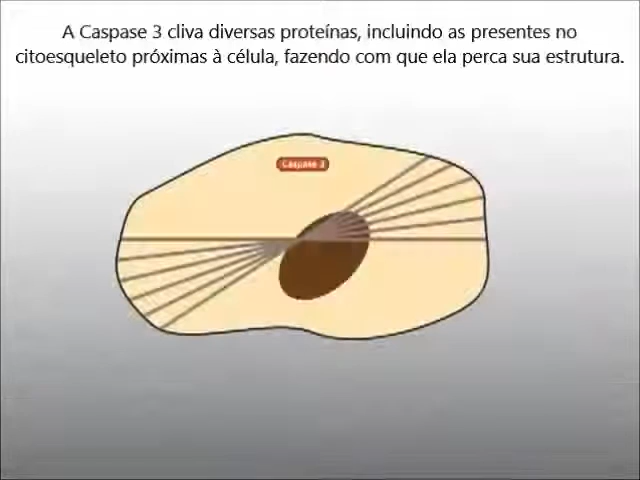 A Caspase 3 cliva diversas proteínas, incluindo as presentes no
citoesqueleto próximas à célula, fazendo com que ela perca sua estrutura.
Caspase 3